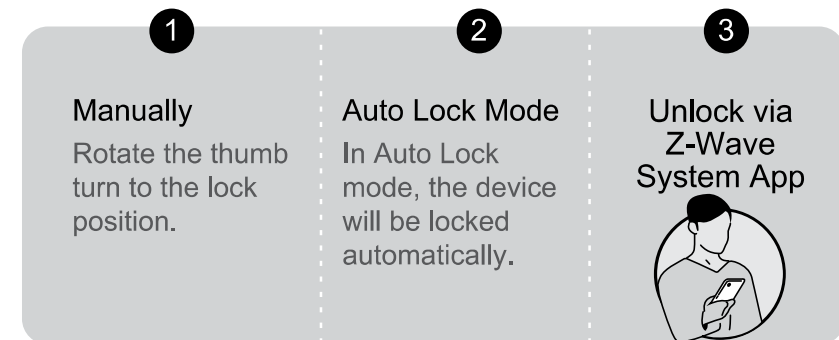 1
Manually
Rotate the thumb
turn to the lock
position.
2
Auto Lock Mode
In Auto Lock
mode, the device
will be locked
automatically.
3
Unlock via
Z-Wave
System App